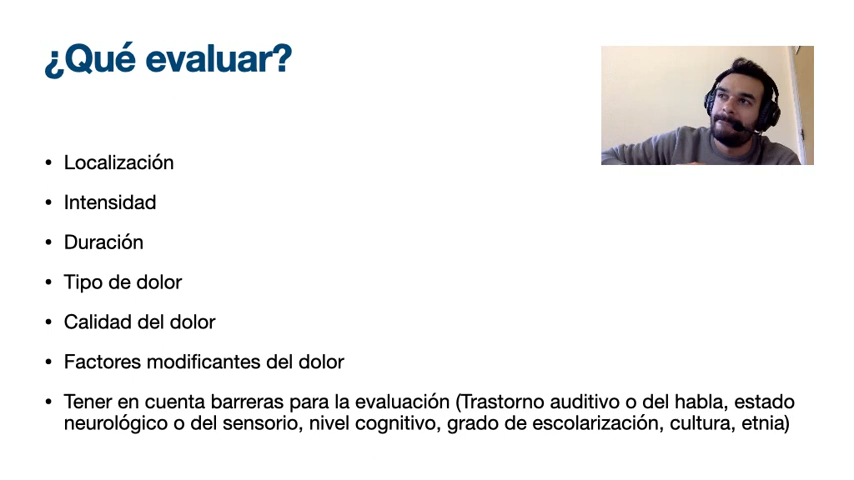 ¿Qué evaluar?
• Localización
• Intensidad
• Duración
• Tipo de dolor
• Calidad del dolor
• Factores modificantes del dolor
• Tener en cuenta barreras para la evaluación (Trastorno auditivo o del habla, estado
neurológico o del sensorio, nivel cognitivo, grado de escolarización, cultura, etnia)